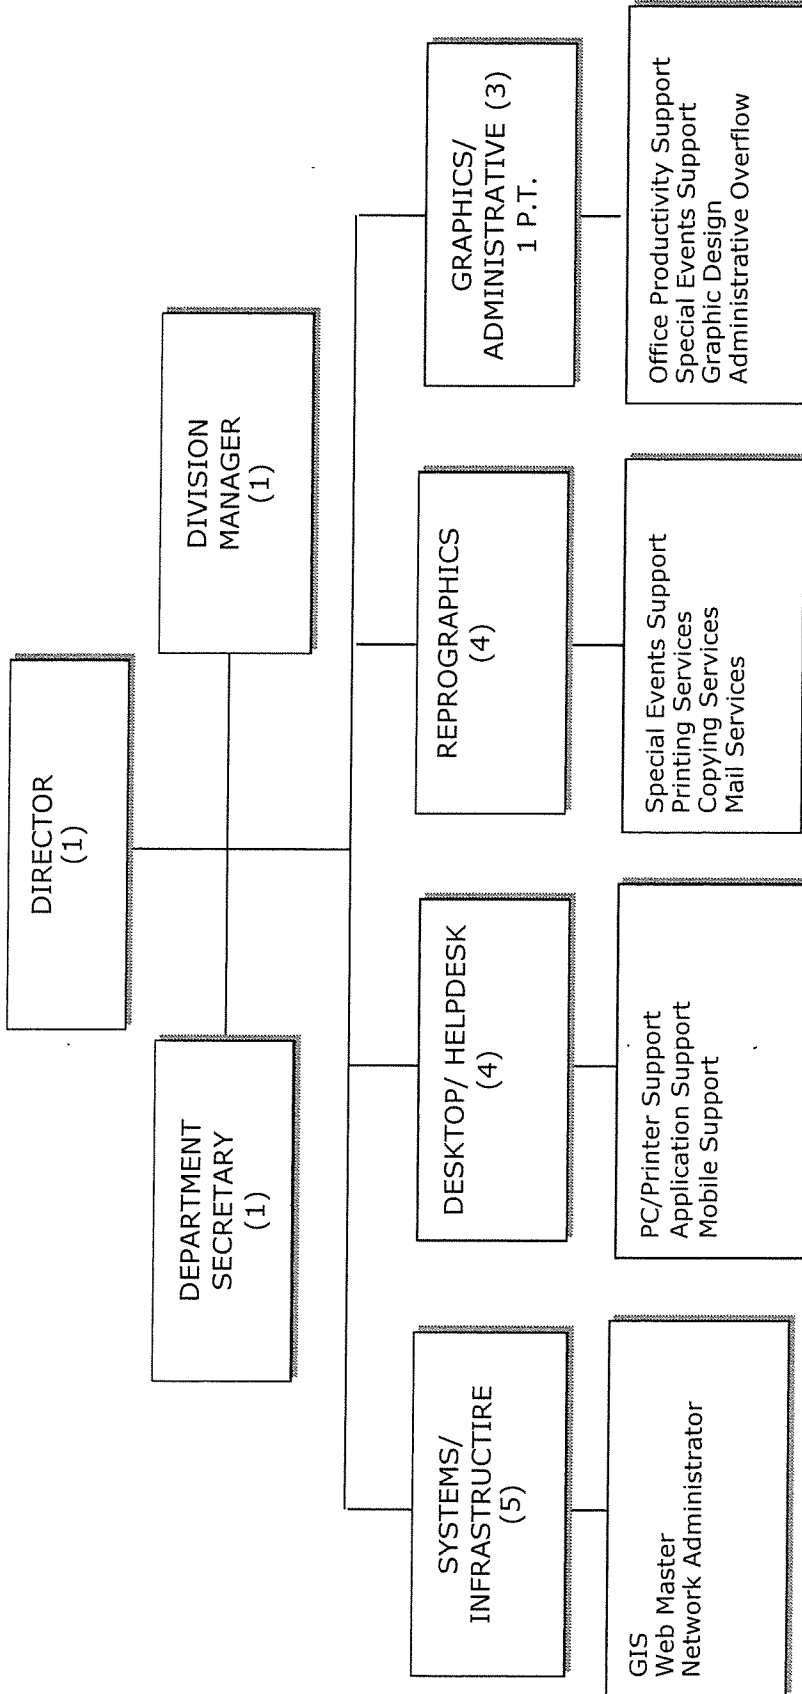 DIRECTOR
(1)
DEPARTMENT
SECRETARY
(1)
DIVISION
MANAGER
(1)
SYSTEMS/
INFRASTRUCTIRE
(5)
DESKTOP/ HELPDESK
(4)
REPROGRAPHICS
(4)
GRAPHICS/
ADMINISTRATIVE (3)
1 P.T.
GIS
Web Master
Network Administrator
PC/Printer Support
Application Support
Mobile Support
Special Events Support
Printing Services
Copying Services
Mail Services
Office Productivity Support
Special Events Support
Graphic Design
Administrative Overflow